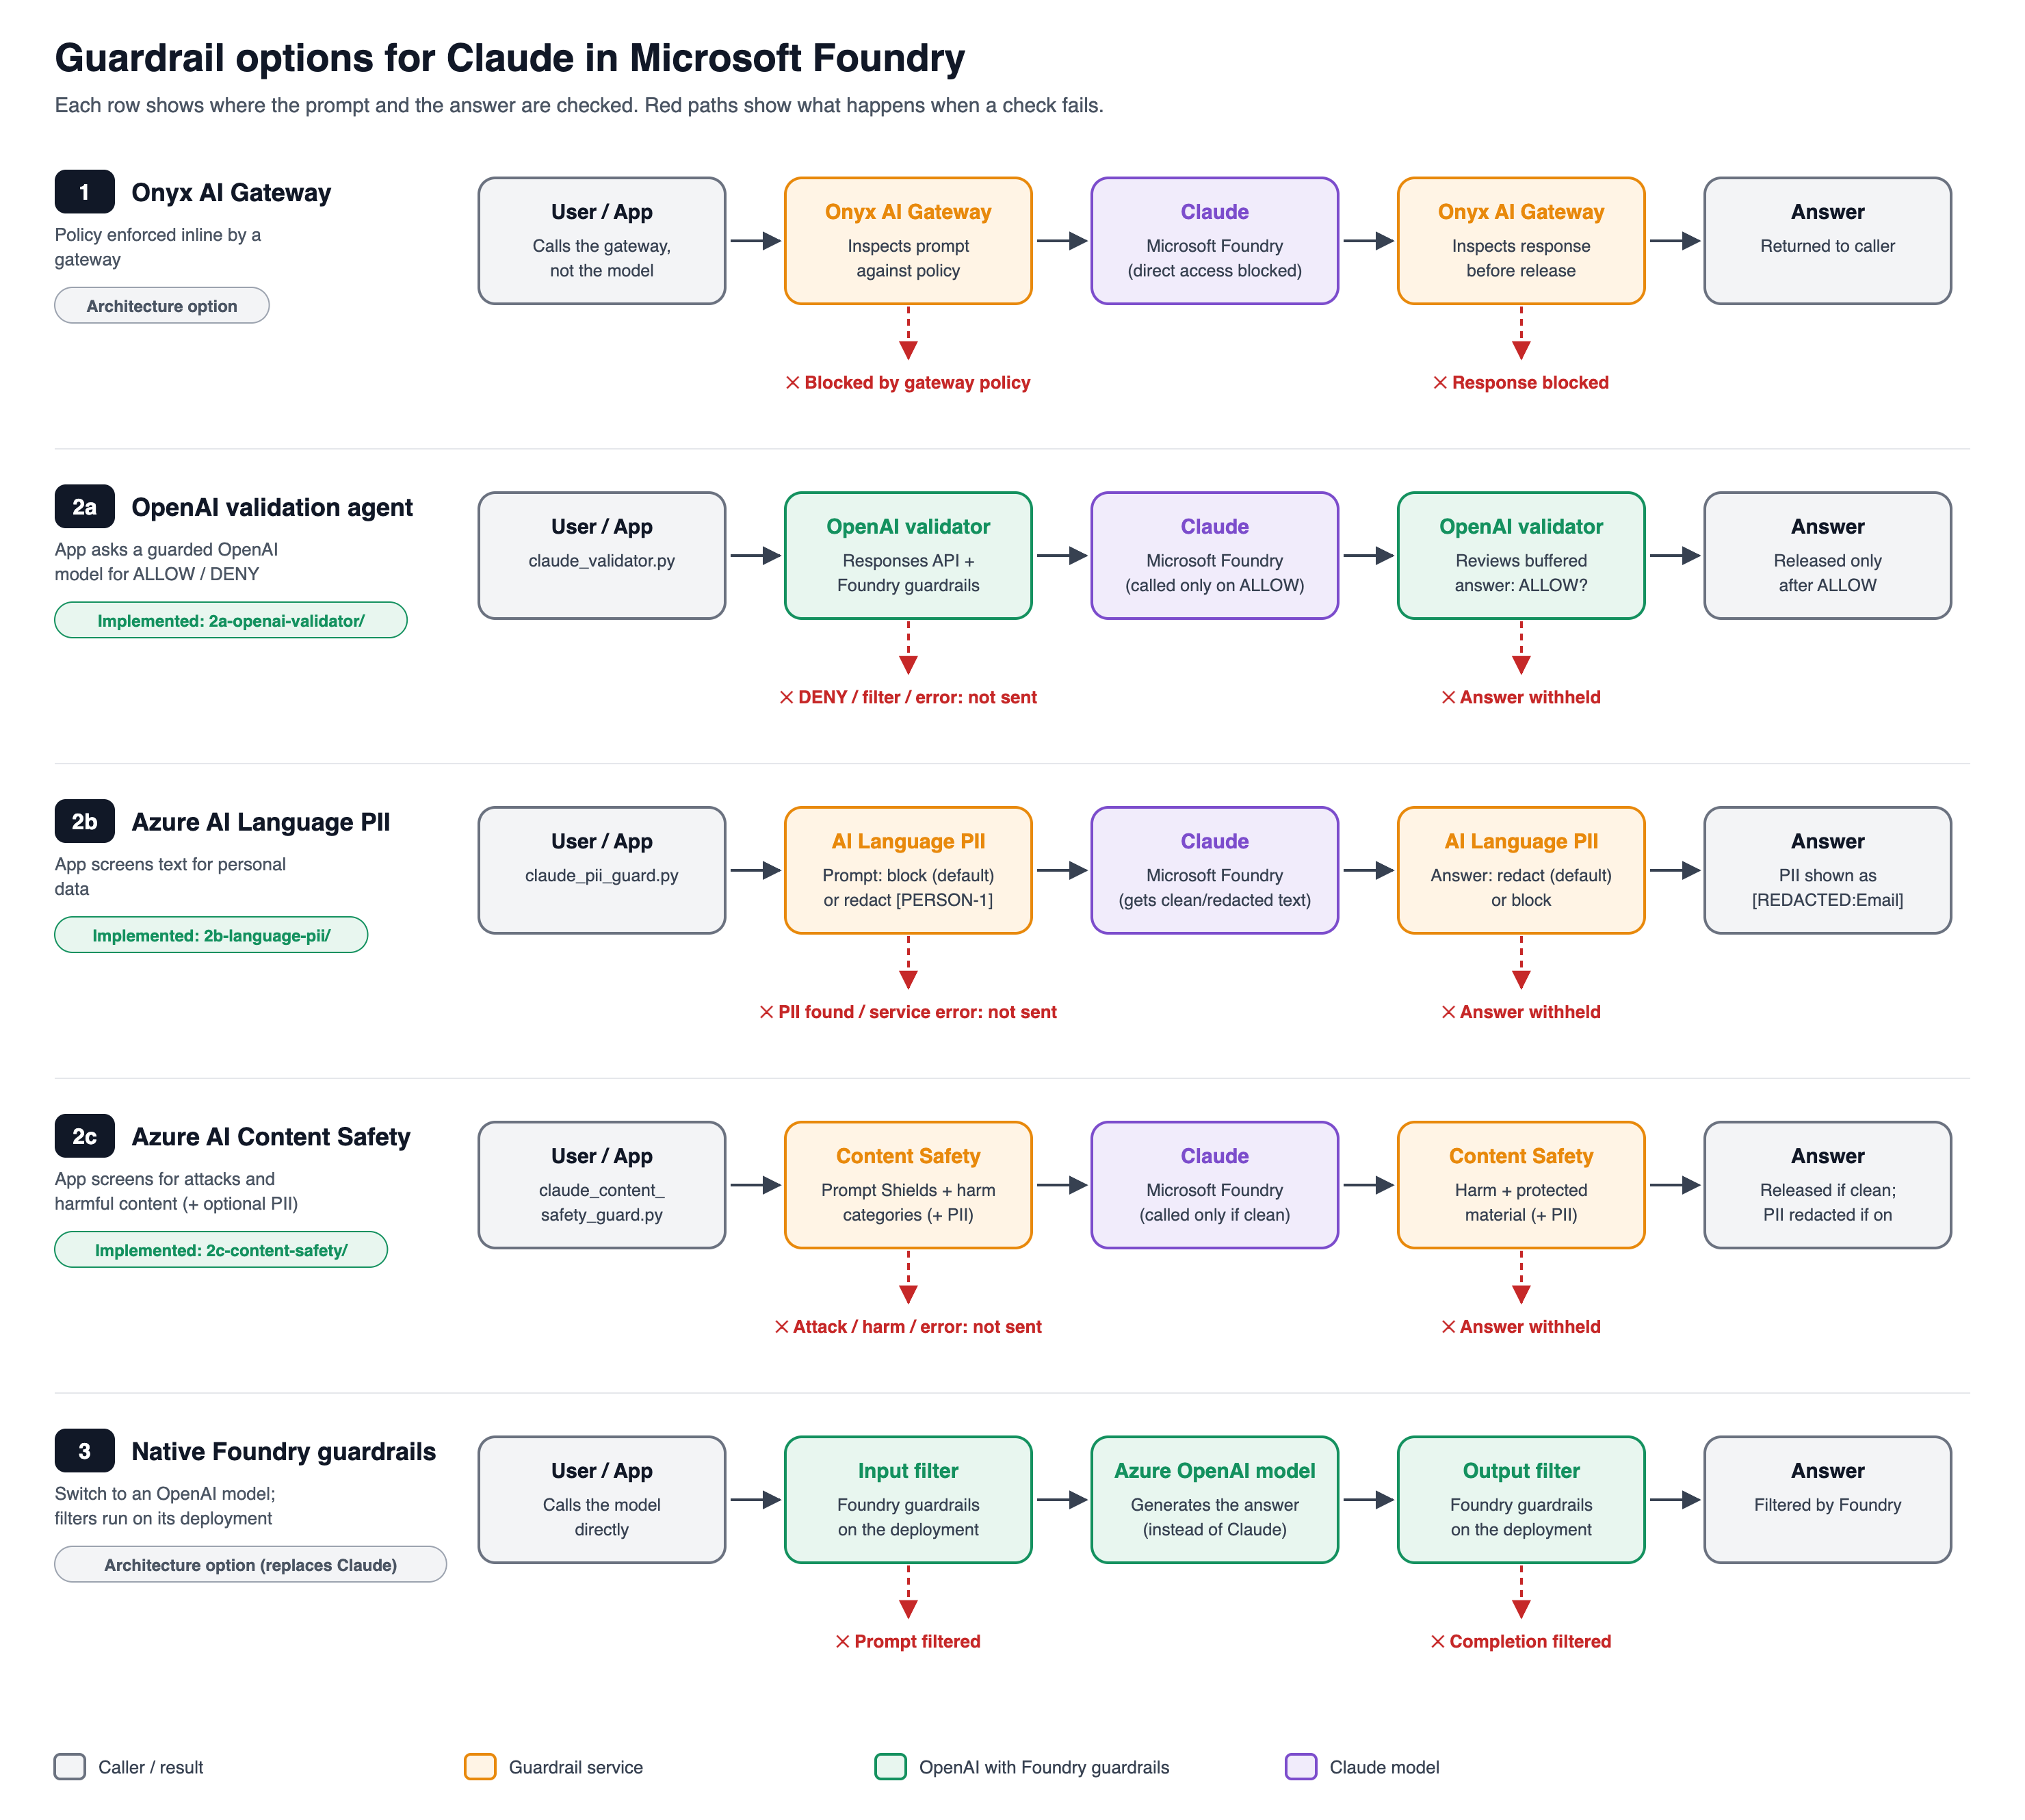 Guardrail options for Claude in Microsoft Foundry
Each row shows where the prompt and the answer are checked. Red paths show what happens when a check fails.
1
Onyx AI Gateway
Policy enforced inline by a
gateway
Architecture option
User / App
Calls the gateway,
not the model
Onyx AI Gateway
Inspects prompt
against policy
Claude
Microsoft Foundry
(direct access blocked)
Onyx AI Gateway
Inspects response
before release
Answer
Returned to caller
✕ Blocked by gateway policy
✕ Response blocked
2a
OpenAI validation agent
App asks a guarded OpenAI
model for ALLOW / DENY
Implemented: 2a-openai-validator/
User / App
claude_validator.py
OpenAI validator
Responses API +
Foundry guardrails
Claude
Microsoft Foundry
(called only on ALLOW)
OpenAI validator
Reviews buffered
answer: ALLOW?
Answer
Released only
after ALLOW
✕ DENY / filter / error: not sent
✕ Answer withheld
2b
Azure AI Language PII
App screens text for personal
data
Implemented: 2b-language-pii/
User / App
claude_pii_guard.py
AI Language PII
Prompt: block (default)
or redact [PERSON-1]
Claude
Microsoft Foundry
(gets clean/redacted text)
AI Language PII
Answer: redact (default)
or block
Answer
PII shown as
[REDACTED:Email]
✕ PII found / service error: not sent
✕ Answer withheld
2c
Azure AI Content Safety
App screens for attacks and
harmful content (+ optional PII)
Implemented: 2c-content-safety/
User / App
claude_content_
safety_guard.py
Content Safety
Prompt Shields + harm
categories (+ PII)
Claude
Microsoft Foundry
(called only if clean)
Content Safety
Harm + protected
material (+ PII)
Answer
Released if clean;
PII redacted if on
✕ Attack / harm / error: not sent
✕ Answer withheld
3
Native Foundry guardrails
Switch to an OpenAI model;
filters run on its deployment
Architecture option (replaces Claude)
User / App
Calls the model
directly
Input filter
Foundry guardrails
on the deployment
Azure OpenAI model
Generates the answer
(instead of Claude)
Output filter
Foundry guardrails
on the deployment
Answer
Filtered by Foundry
✕ Prompt filtered
✕ Completion filtered
Caller / result
Guardrail service
OpenAI with Foundry guardrails
Claude model